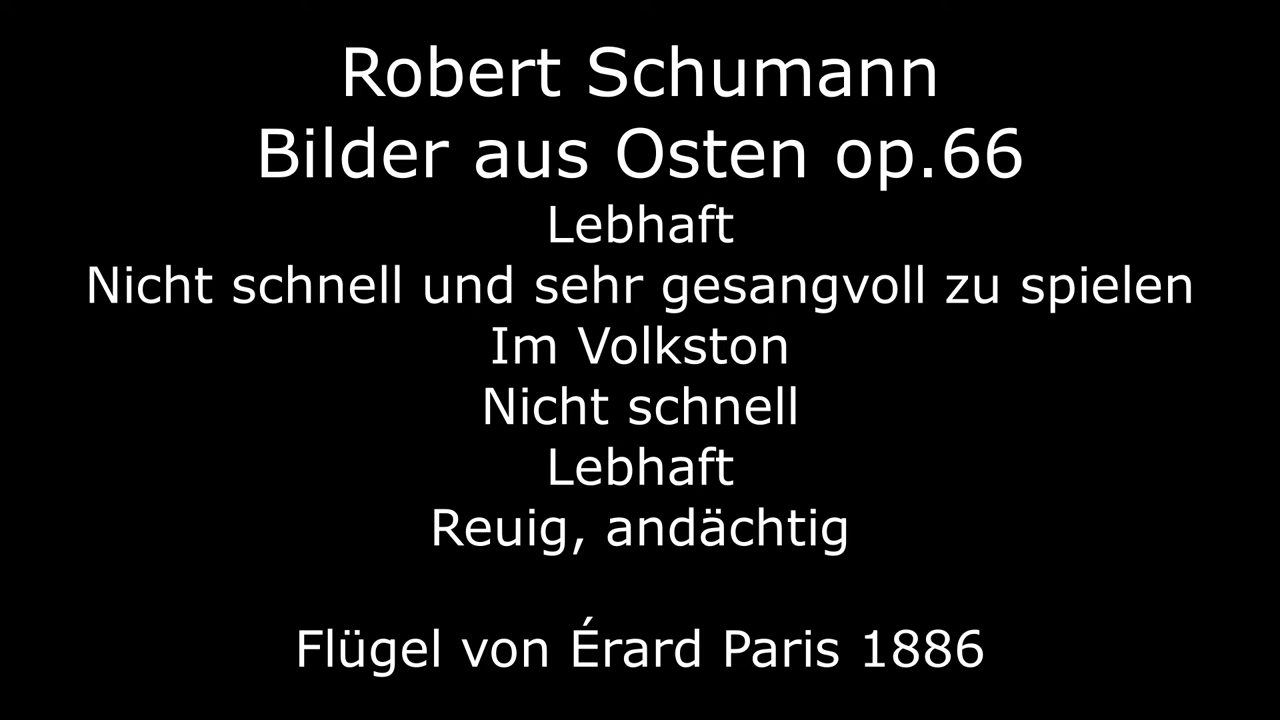 Robert Schumann
Bilder aus Osten op.66
Lebhaft
Nicht schnell und sehr gesangvoll zu spielen
Im Volkston
Nicht schnell
Lebhaft
Reuig, andächtig
Flügel von Érard Paris 1886